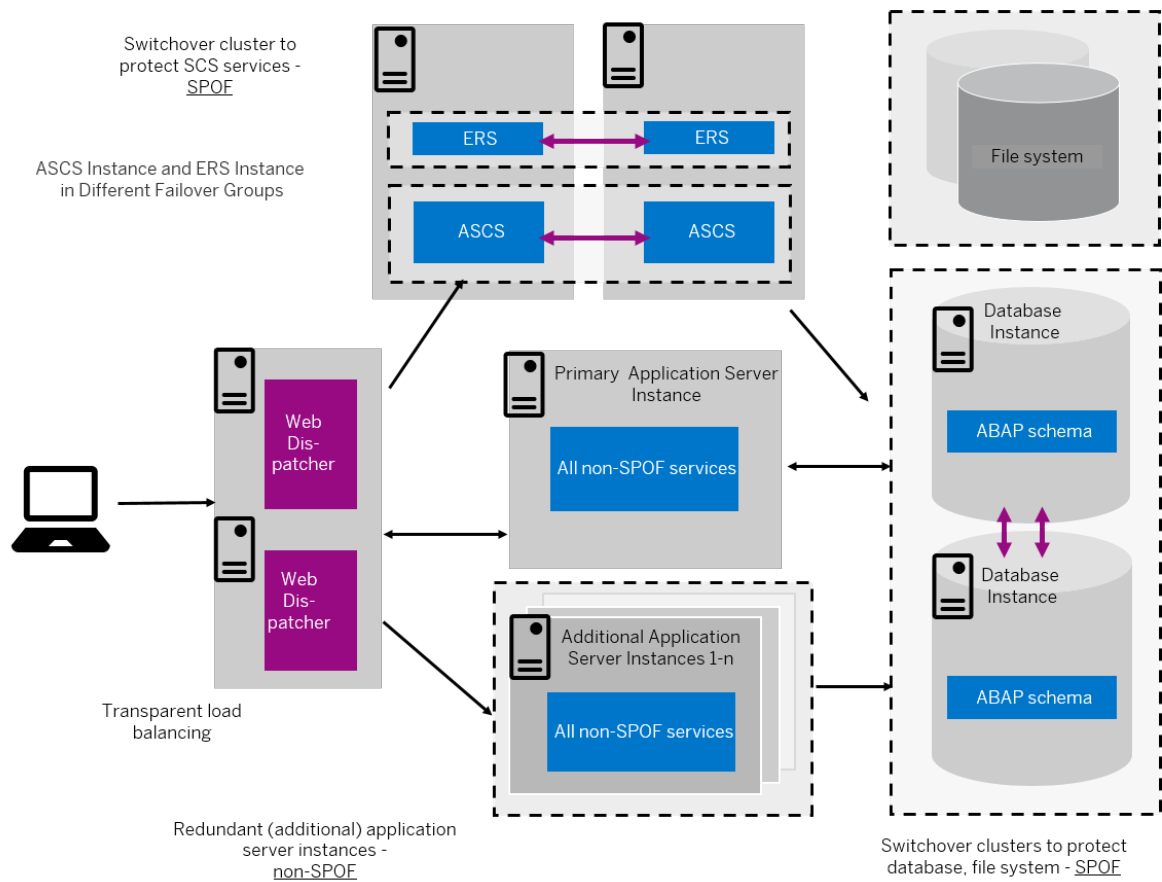 Switchover cluster to
protect SCS services -
SPOF
ASCS Instance and ERS Instance
in Different Failover Groups
ERS
ERS
ASCS
ASCS
File system
Database
Instance
ABAP schema
Database
Instance
ABAP schema
Web
Dis-
patcher
Web
Dis-
patcher
Primary Application Server
Instance
All non-SPOF services
Additional Application
Server Instances 1-n
All non-SPOF services
Transparent load
balancing
Redundant (additional) application
server instances -
non-SPOF
Switchover clusters to protect
database, file system - SPOF